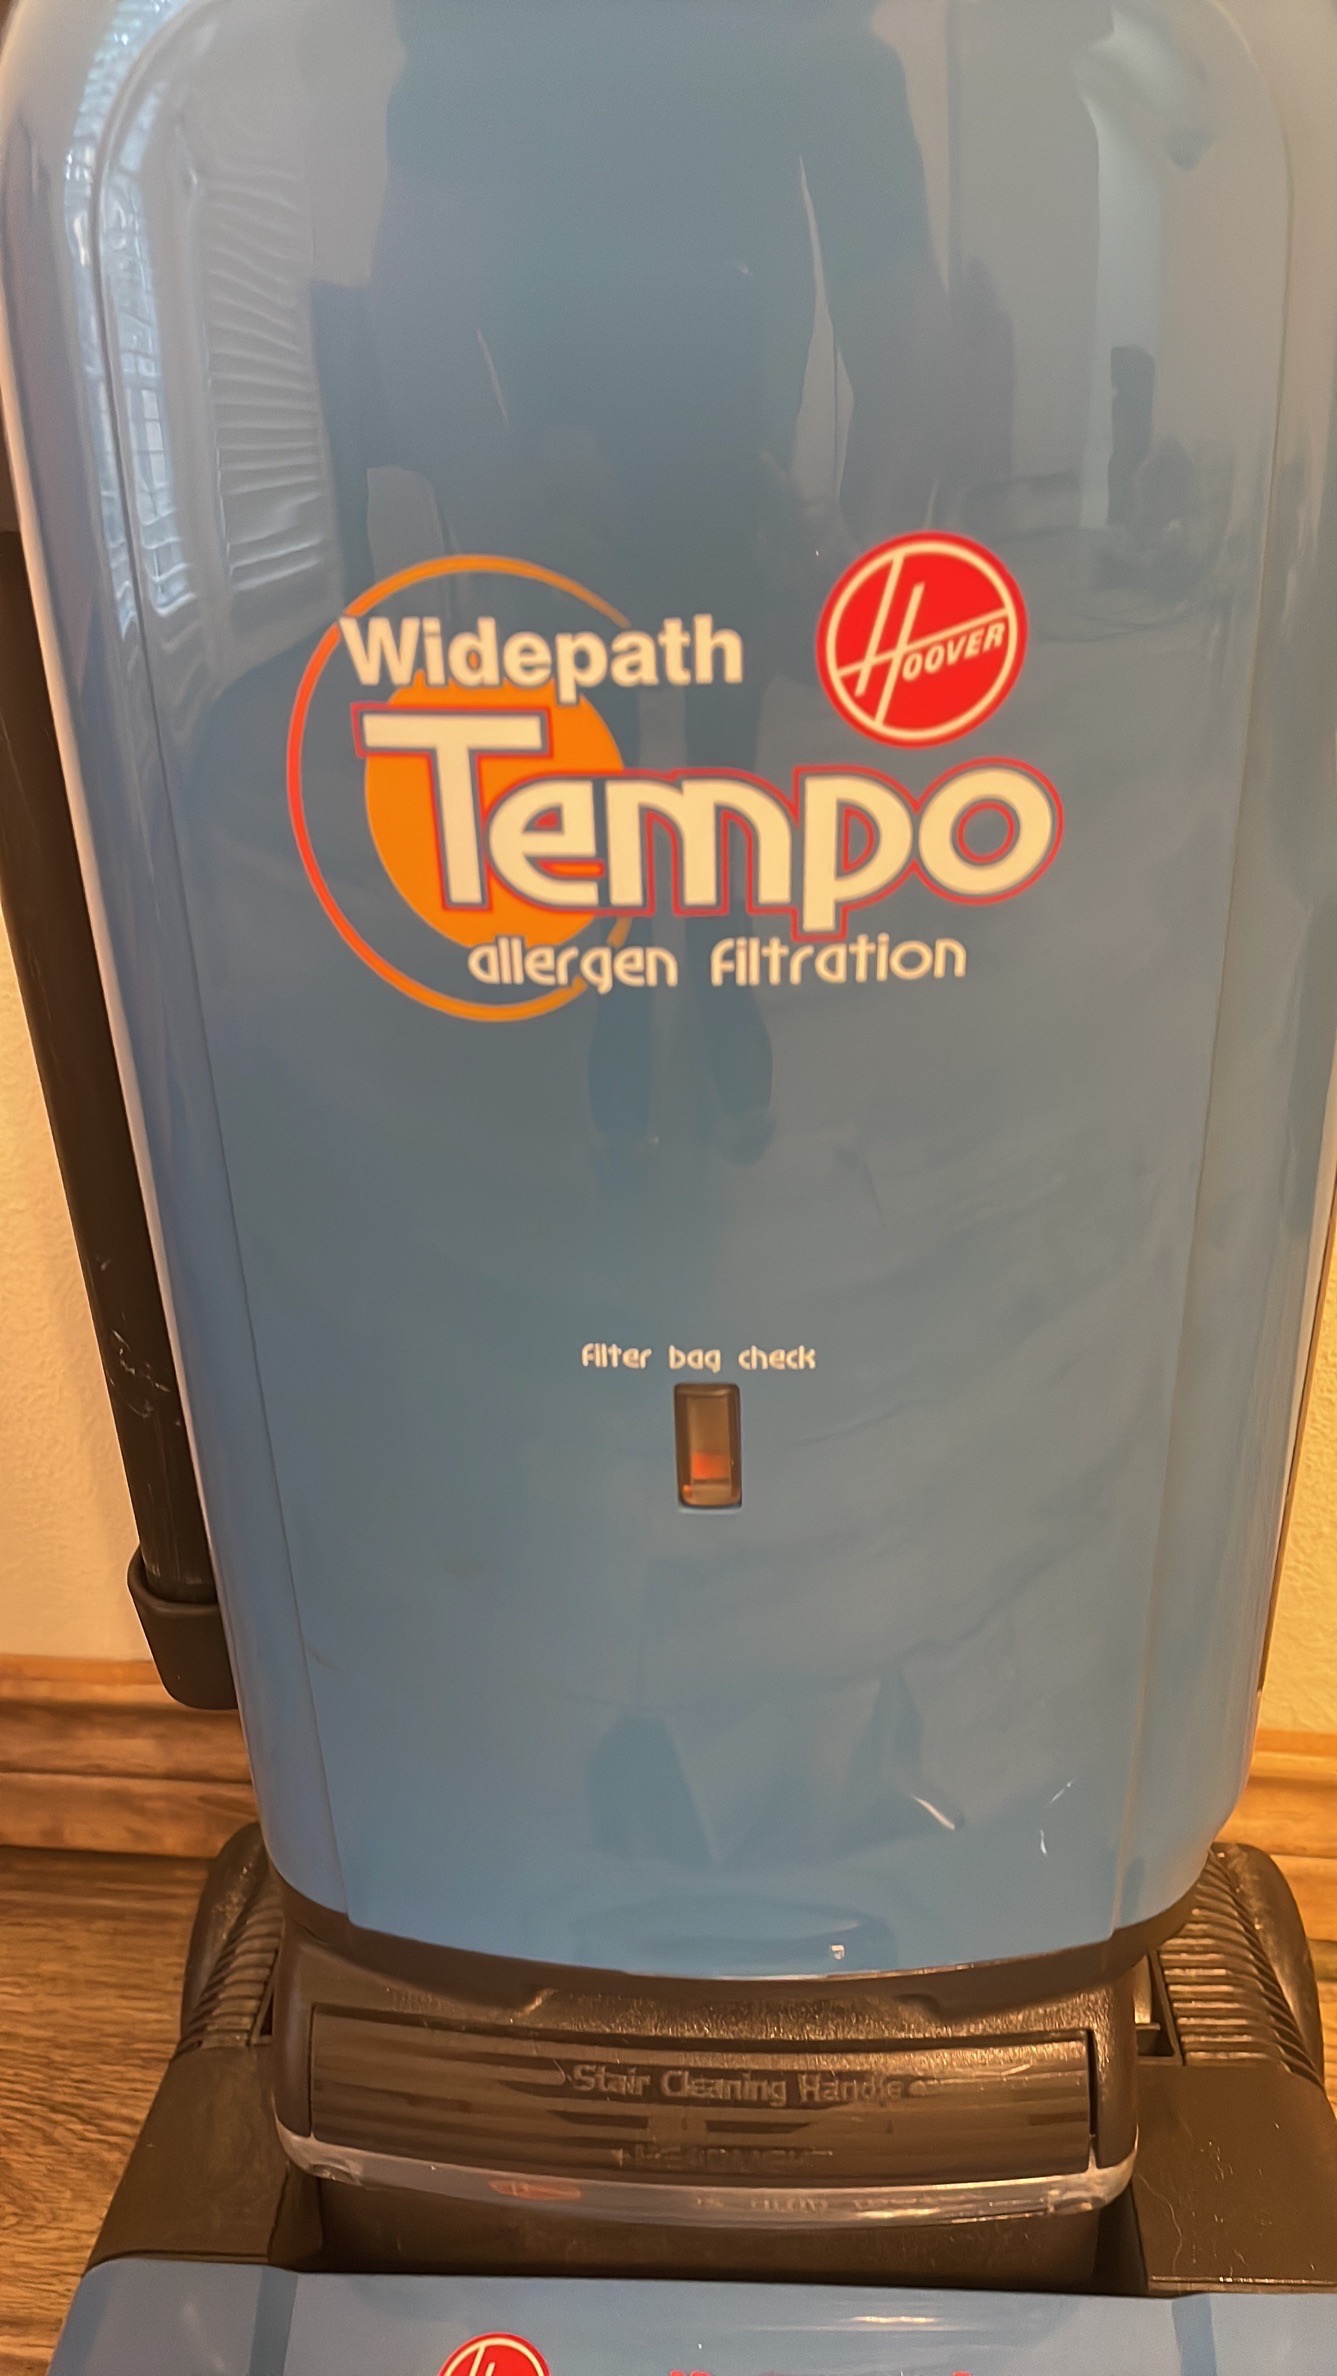 Widepath
HOOVER
Tempo
allergen filtration
filter bag check
Stair Cleaning Handle